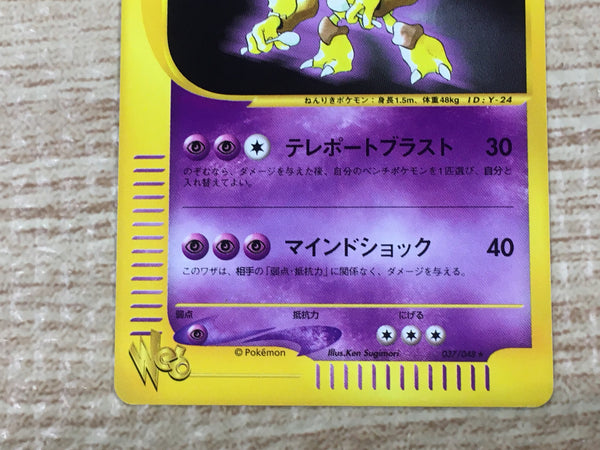 ねんりきポケモン：身長1.5m、体重48kg ID：Y-24
テレポートブラスト 30
のぞむなら、ダメージを与えた後、自分のベンチポケモンを1匹選び、自分と
入れ替えてよい。
マインドショック 40
このワザは、相手の「弱点・抵抗力」に関係なく、ダメージを与える。
弱点 抵抗力 にげる
Web
©Pokémon Illus.Ken Sugimori 037/048 ★